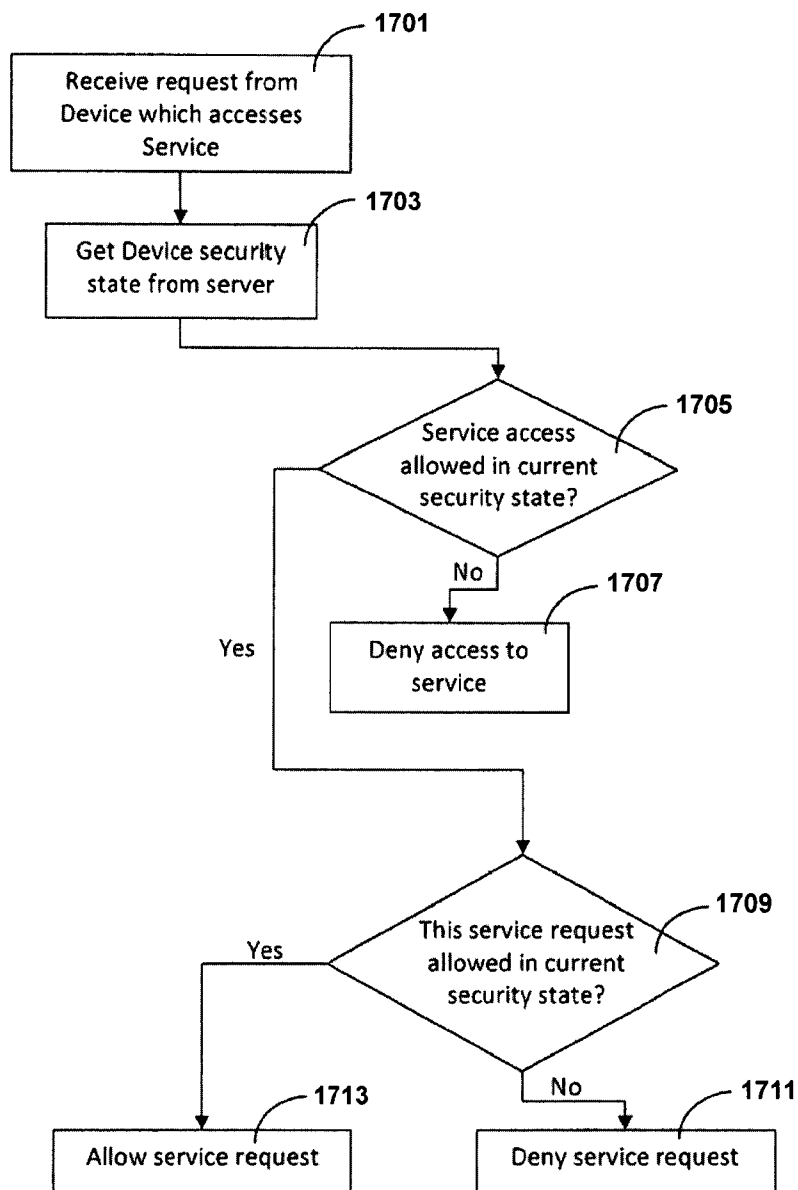 1701
Receive request from
Device which accesses
Service
1703
Get Device security
state from server
1705
Service access
allowed in current
security state?
No
1707
Yes
Deny access to
service
1709
This service request
allowed in current
security state?
Yes
No
1711
1713
Allow service request
Deny service request